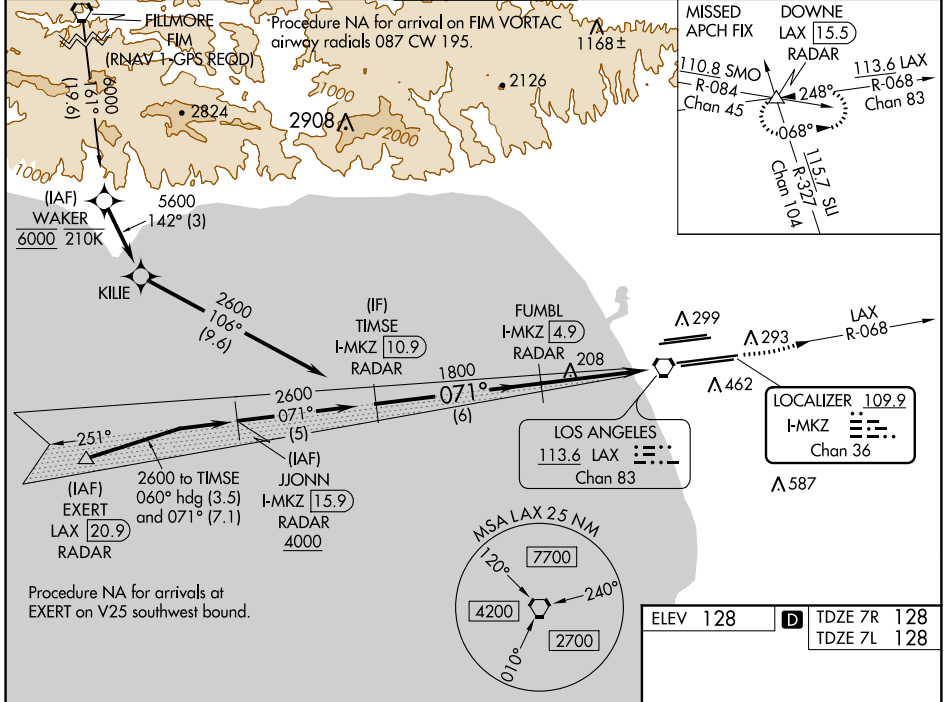 FILLMORE
FIM
(RNAV 1-GPS REQD)
Procedure NA for arrival on FIM VORTAC
airway radials 087 CW 195.
1168 ±
2126
1000
2824
2908
2000
1000
6000
161°
(19.6)
MISSED
APCH FIX
DOWNE
LAX 15.5
RADAR
110.8 SMO
R-084
Chan 45
113.6 LAX
R-068
Chan 83
248°
068°
115.7 SLI
R-327
Chan 104
(IAF)
WAKER
6000 210K
5600
142° (3)
KILIE
2600
106°
(9.6)
(IF)
TIMSE
I-MKZ 10.9
RADAR
FUMBL
I-MKZ 4.9
RADAR
299
293
LAX
R-068
208
462
1800
071°
(6)
2600
071°
(5)
251°
(IAF)
EXERT
LAX 20.9
RADAR
2600 to TIMSE
060° hdg (3.5)
and 071° (7.1)
(IAF)
JJONN
I-MKZ 15.9
RADAR
4000
LOS ANGELES
113.6 LAX
Chan 83
LOCALIZER 109.9
I-MKZ
Chan 36
587
MSA LAX 25 NM
120°
7700
240°
4200
2700
010°
Procedure NA for arrivals at
EXERT on V25 southwest bound.
ELEV 128
D
TDZE 7R 128
TDZE 7L 128